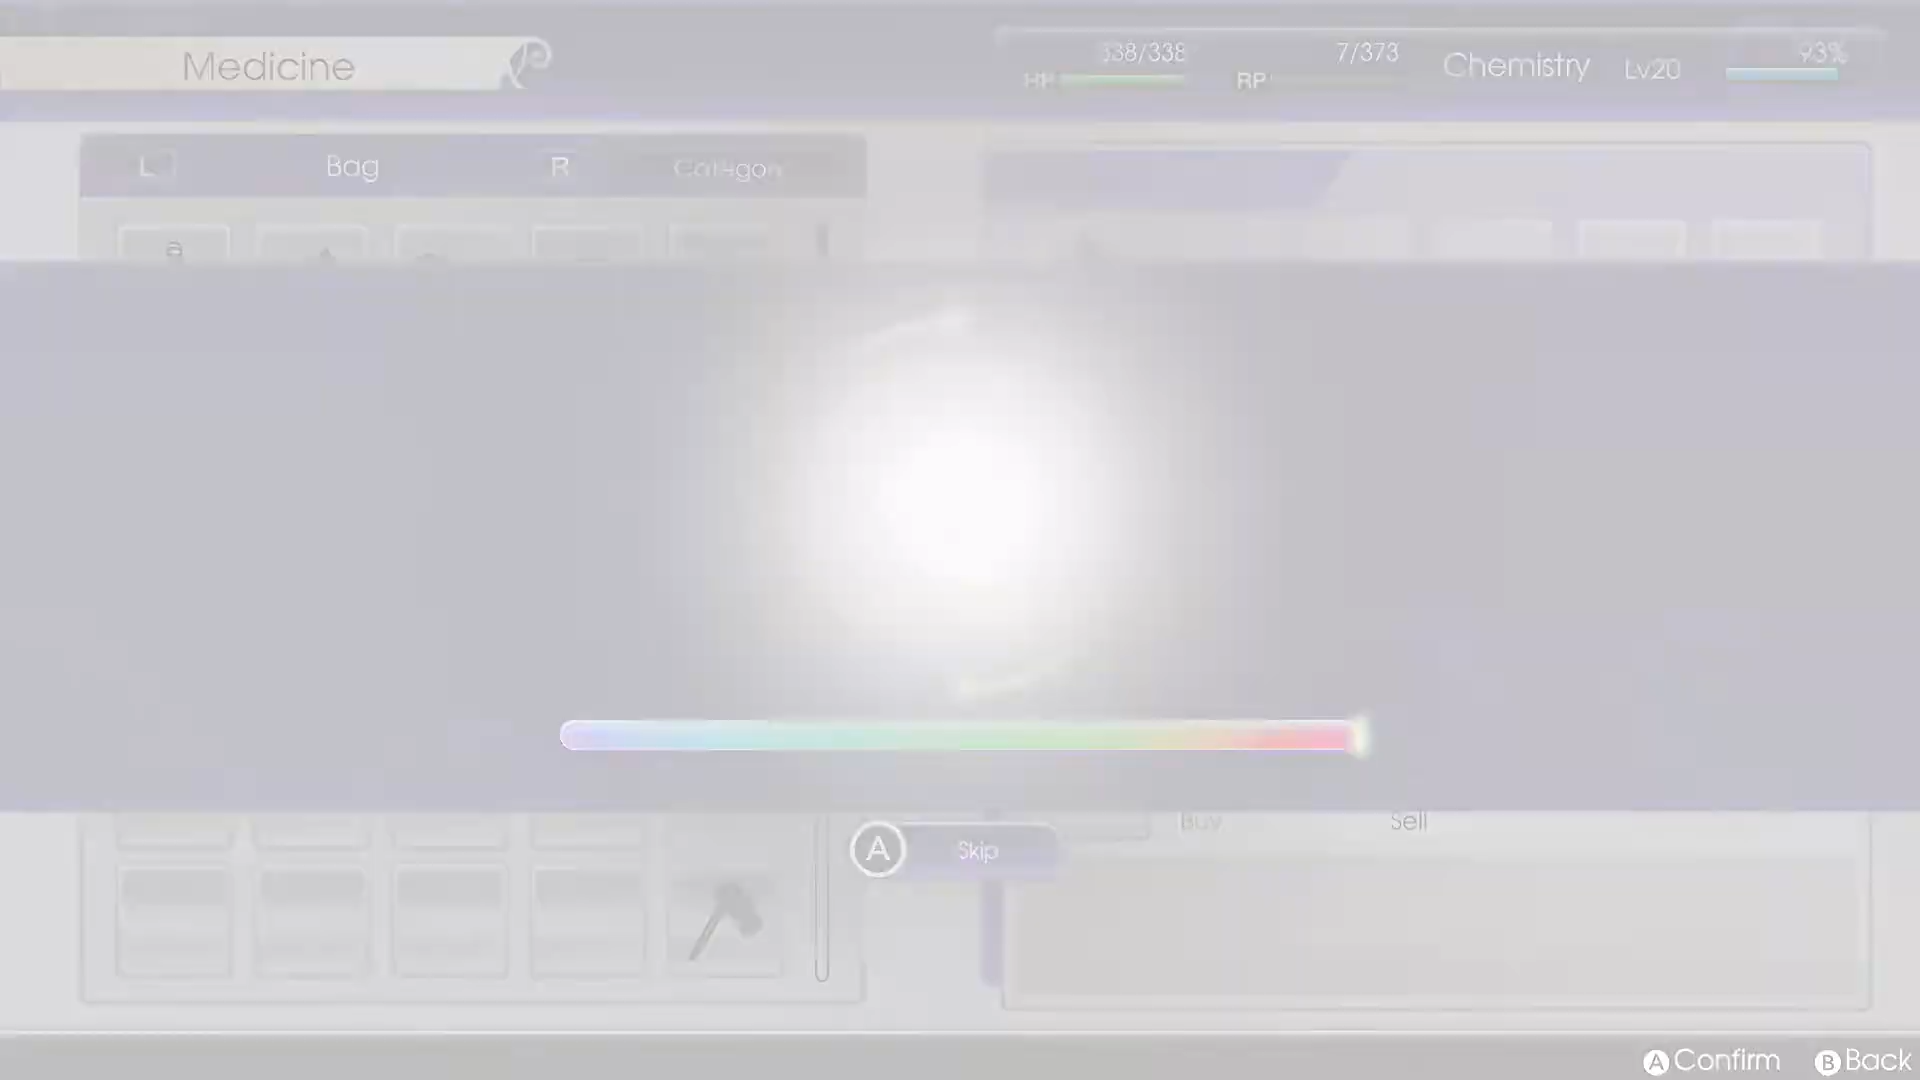 Medicine
338/338
HP
7/373
RP
Chemistry
Lv20
93%
L
Bag
R
Category
Buy
Sell
A
Skip
A Confirm
B Back